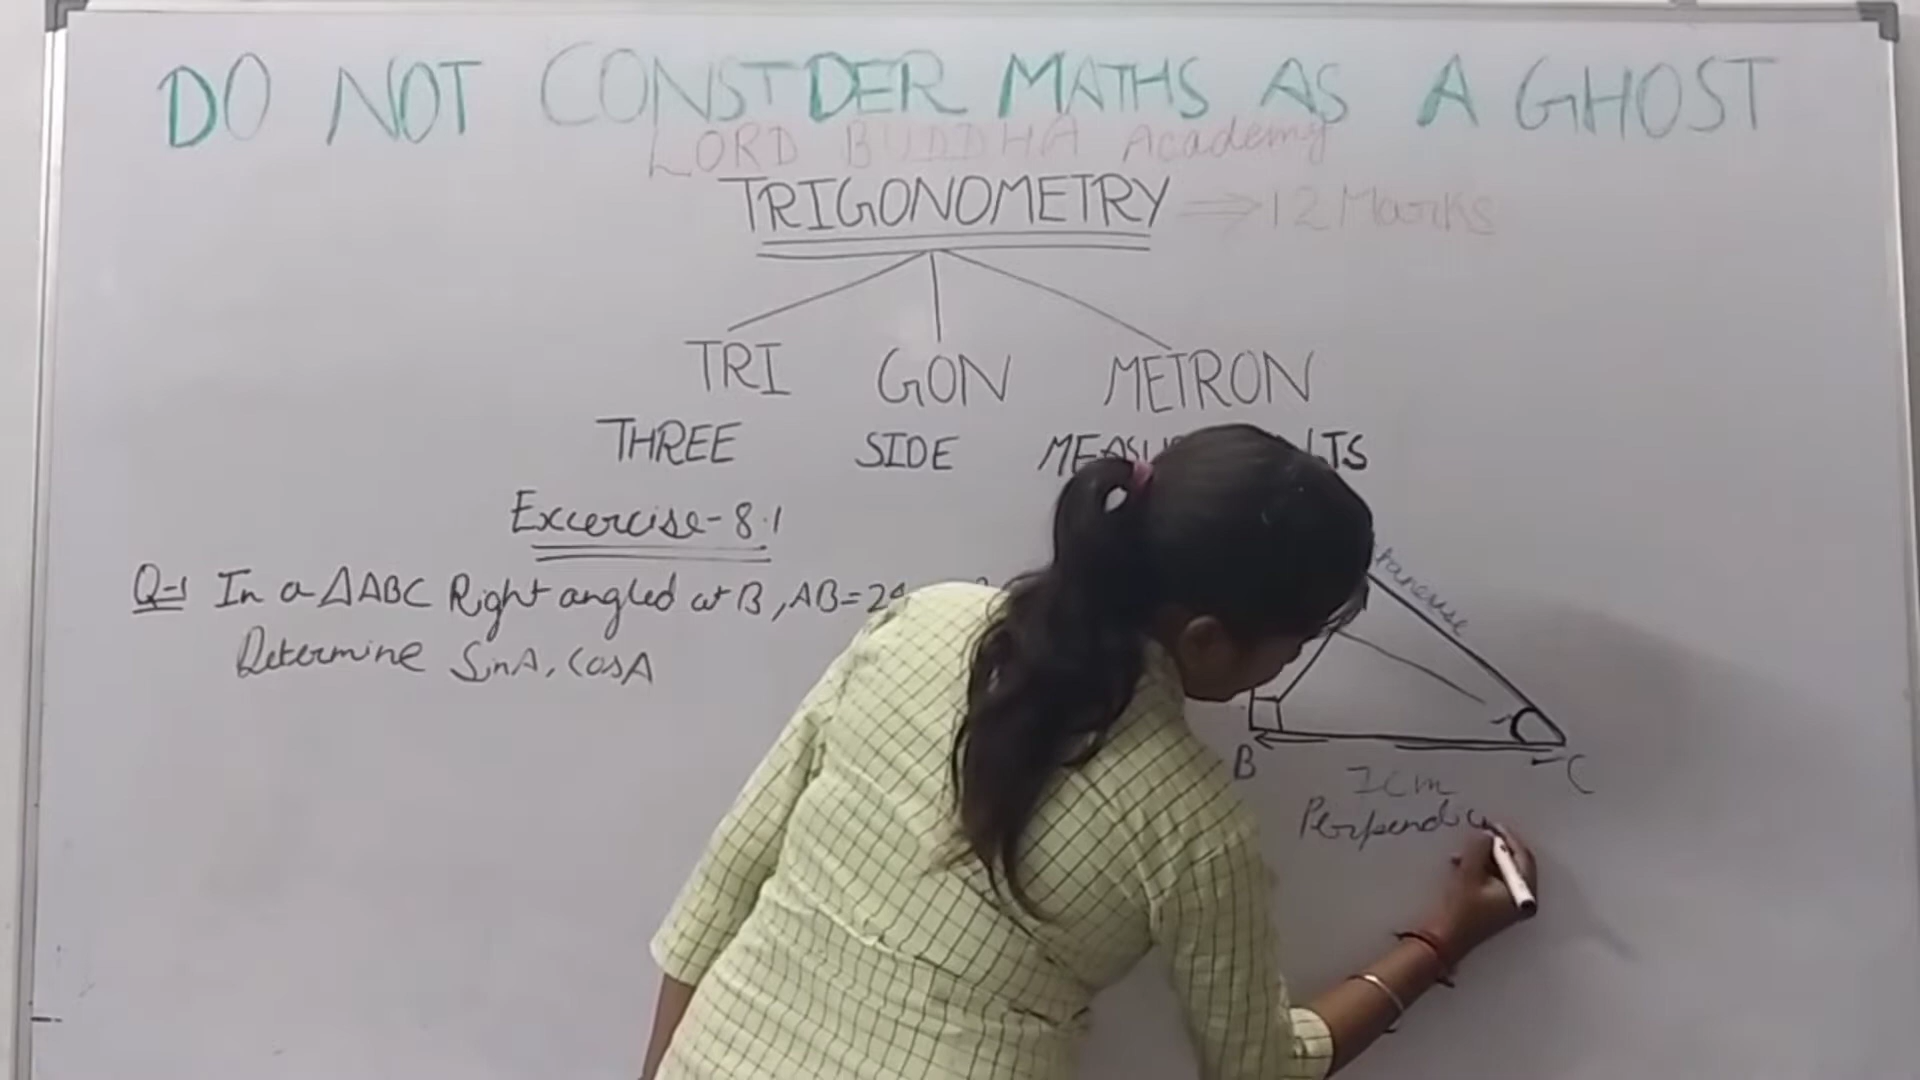 DO NOT CONSIDER MATHS AS A GHOST
LORD BUDDHA Academy
TRIGONOMETRY ⇒ 12 Marks
TRI GON METRON
THREE SIDE
Excercise-8.1
Q-1 In a △ABC Right angled at B, AB=24
Determine SinA, CosA
B
C
7cm
Perpendicu